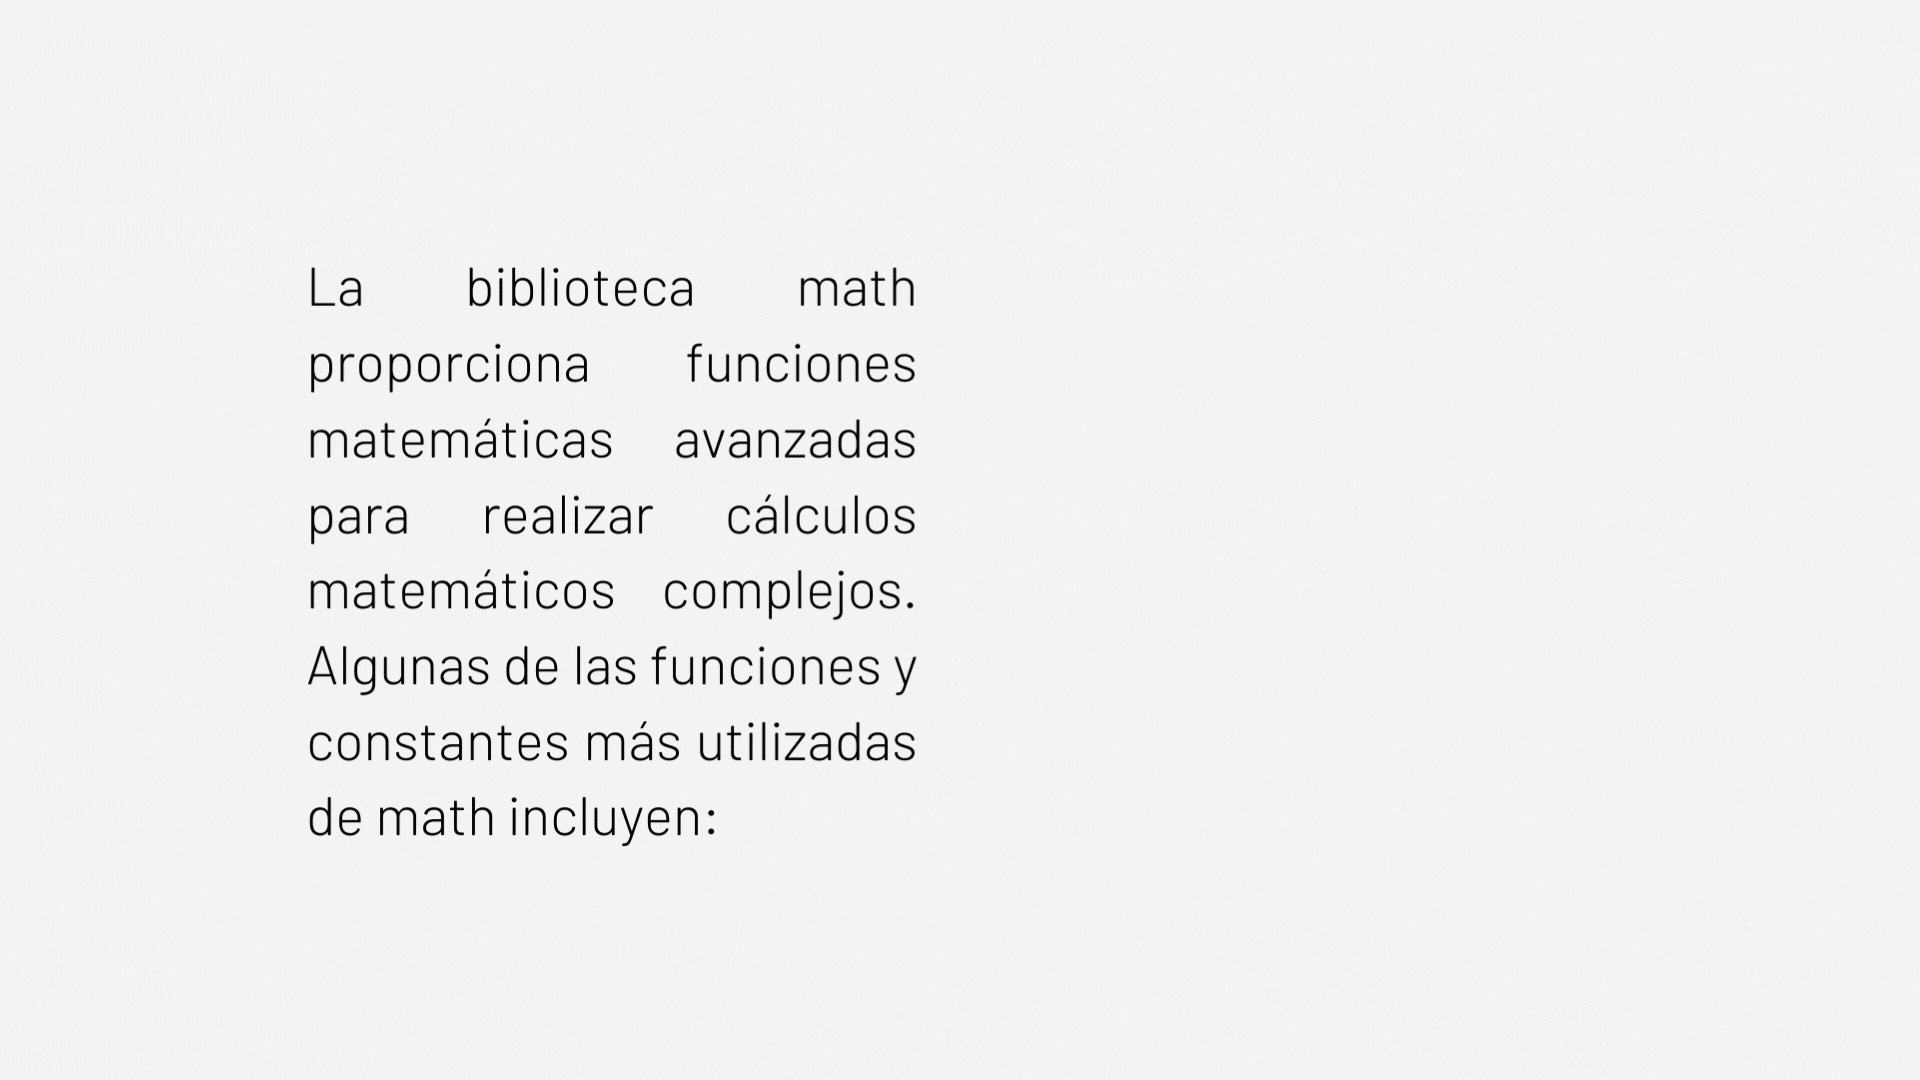 La biblioteca math
proporciona funciones
matemáticas avanzadas
para realizar cálculos
matemáticos complejos.
Algunas de las funciones y
constantes más utilizadas
de math incluyen: